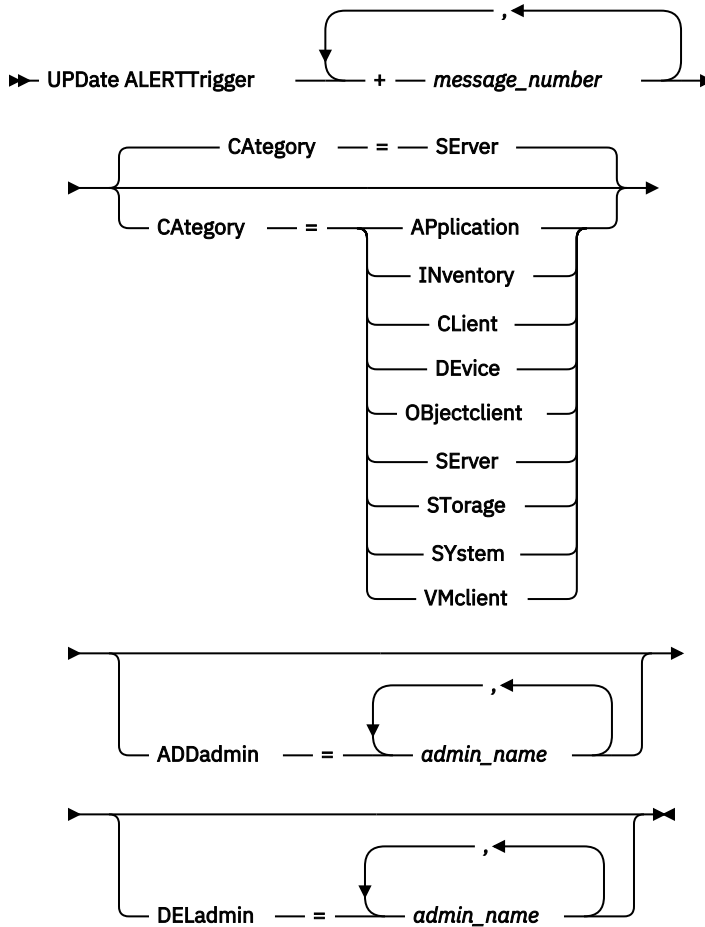 ,
UPDate ALERTTrigger + message_number
CAtegory = SErver
CAtegory = APplication
INventory
CLient
DEvice
OBjectclient
SErver
STorage
SYstem
VMclient
,
ADDadmin = admin_name
,
DELadmin = admin_name